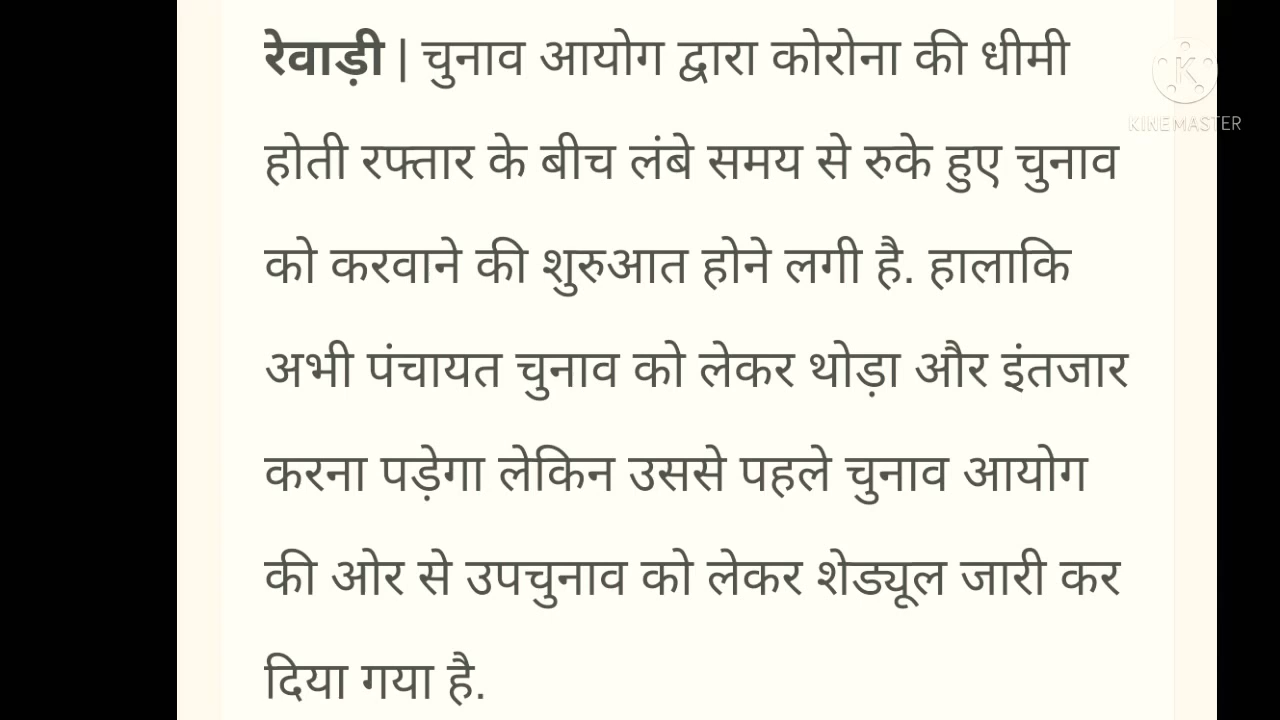 रेवाड़ी | चुनाव आयोग द्वारा कोरोना की धीमी
होती रफ्तार के बीच लंबे समय से रुके हुए चुनाव
को करवाने की शुरुआत होने लगी है. हालाकि
अभी पंचायत चुनाव को लेकर थोड़ा और इंतजार
करना पड़ेगा लेकिन उससे पहले चुनाव आयोग
की ओर से उपचुनाव को लेकर शेड्यूल जारी कर
दिया गया है.
K
KINEMASTER